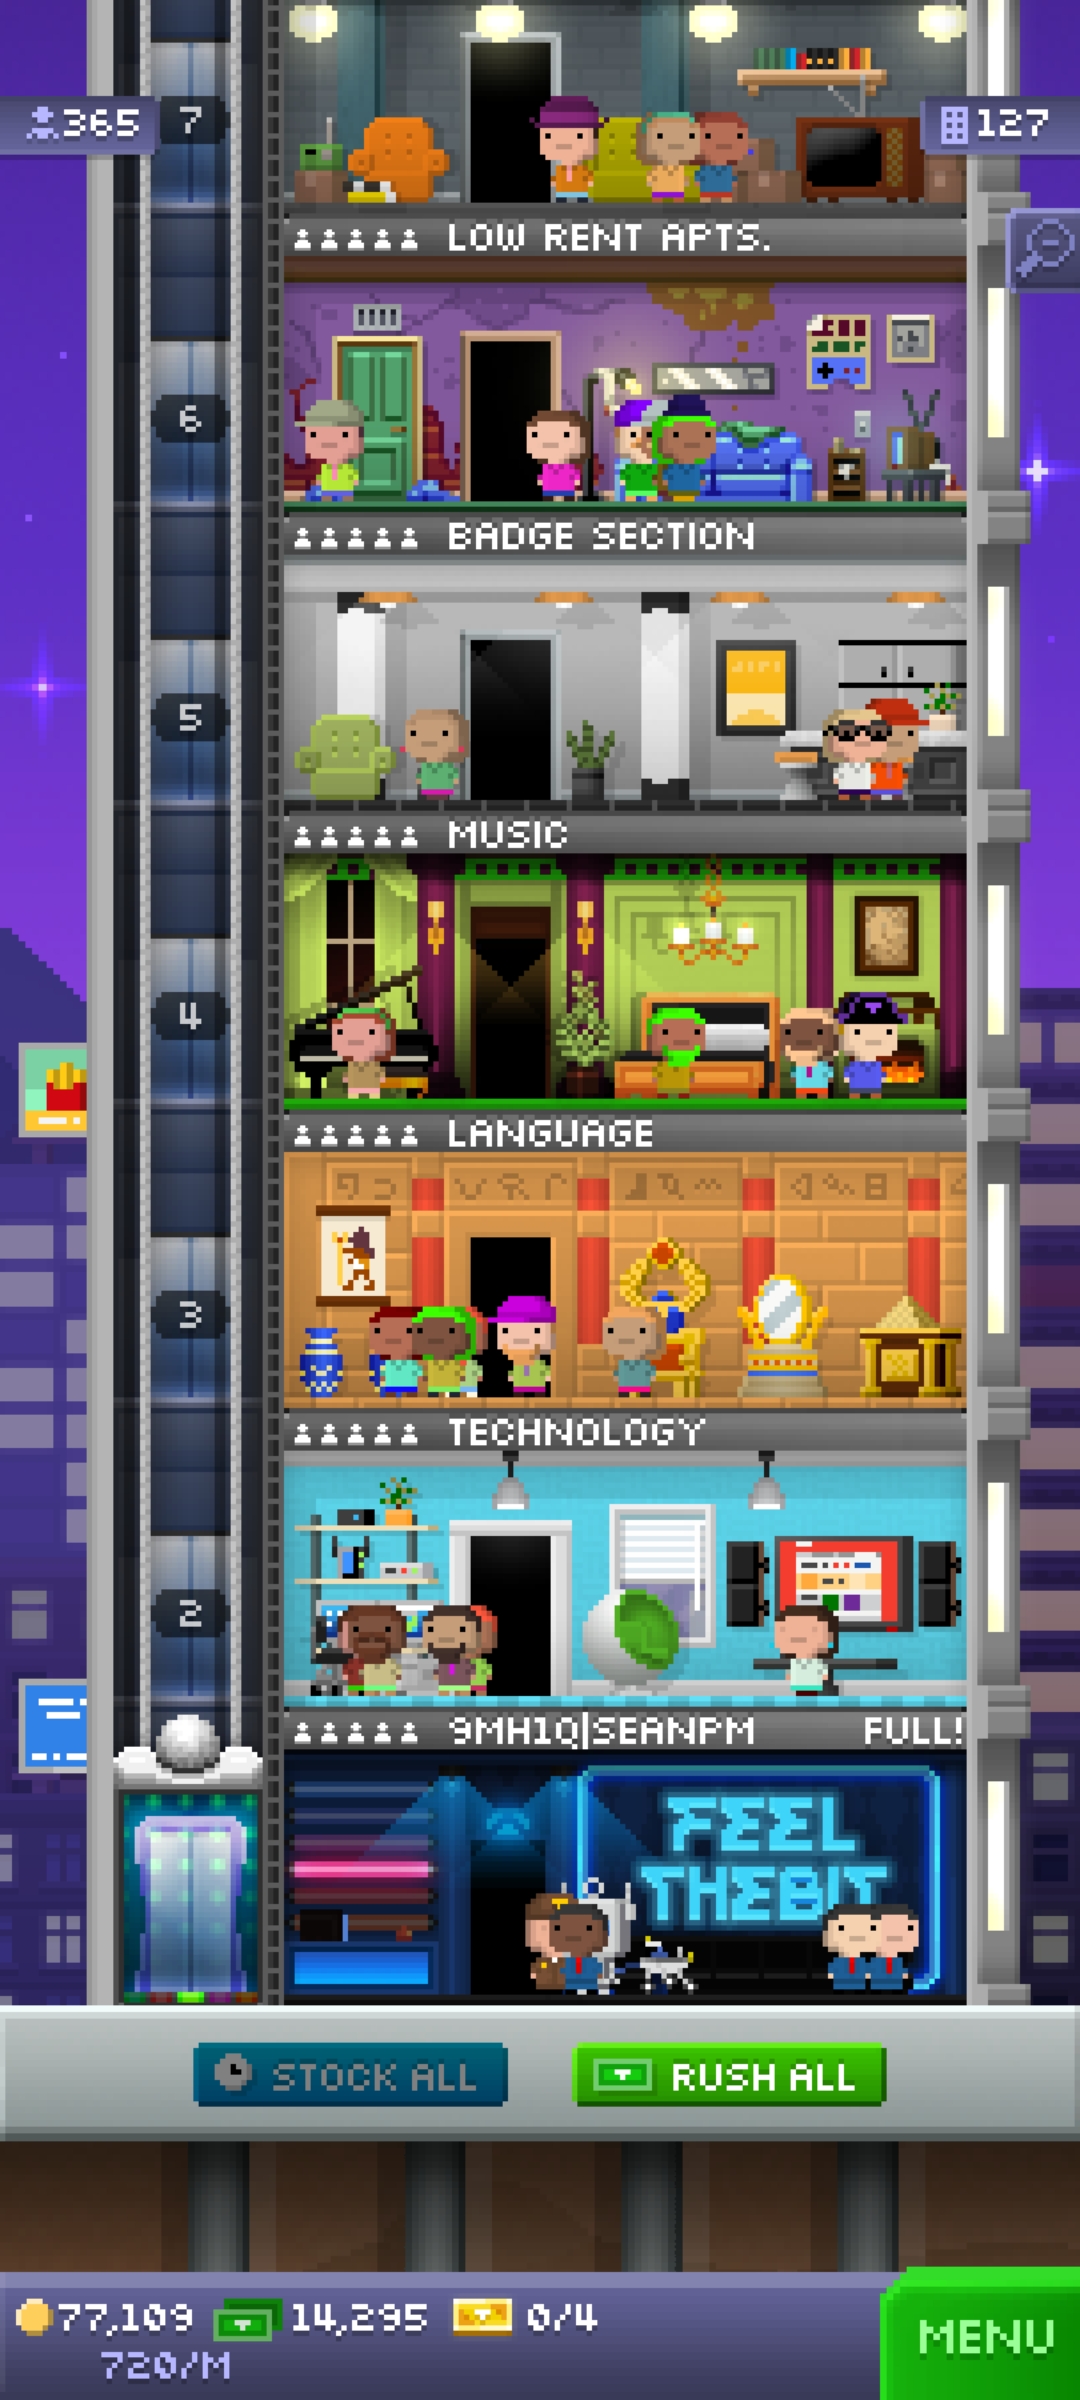 365
7
127
LOW RENT APTS.
6
BADGE SECTION
5
MUSIC
4
LANGUAGE
3
TECHNOLOGY
2
9MH1Q|SEANPM FULL!
FEEL
THEBIT
STOCK ALL
RUSH ALL
77,109 14,295 0/4
720/M
MENU